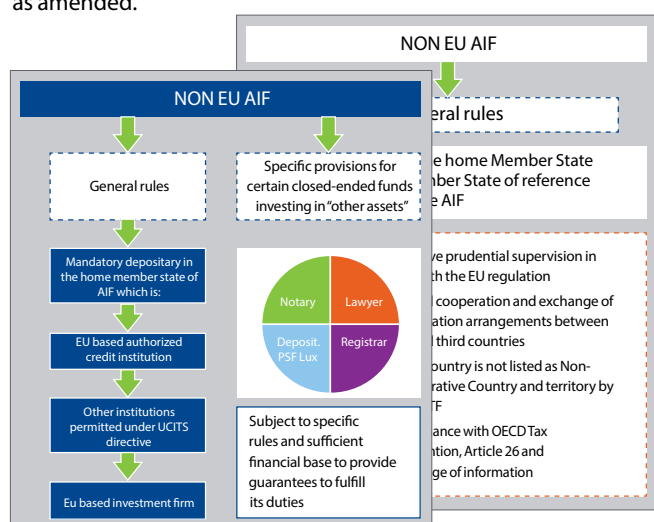 as amended.
NON EU AIF
General rules
Specific provisions for
certain closed-ended funds
investing in “other assets”
Mandatory depositary in
the home member state of
AIF which is:
EU based authorized
credit institution
Other institutions
permitted under UCITS
directive
Eu based investment firm
Notary
Lawyer
Deposit.
PSF Lux
Registrar
Subject to specific
rules and sufficient
financial base to provide
guarantees to fulfill
its duties
NON EU AIF
eral rules
e home Member State
ber State of reference
e AIF
ve prudential supervision in
th the EU regulation
cooperation and exchange of
ation arrangements between
third countries
ountry is not listed as Non-
rative Country and territory by
TF
ance with OECD Tax
ntion, Article 26 and
ge of information